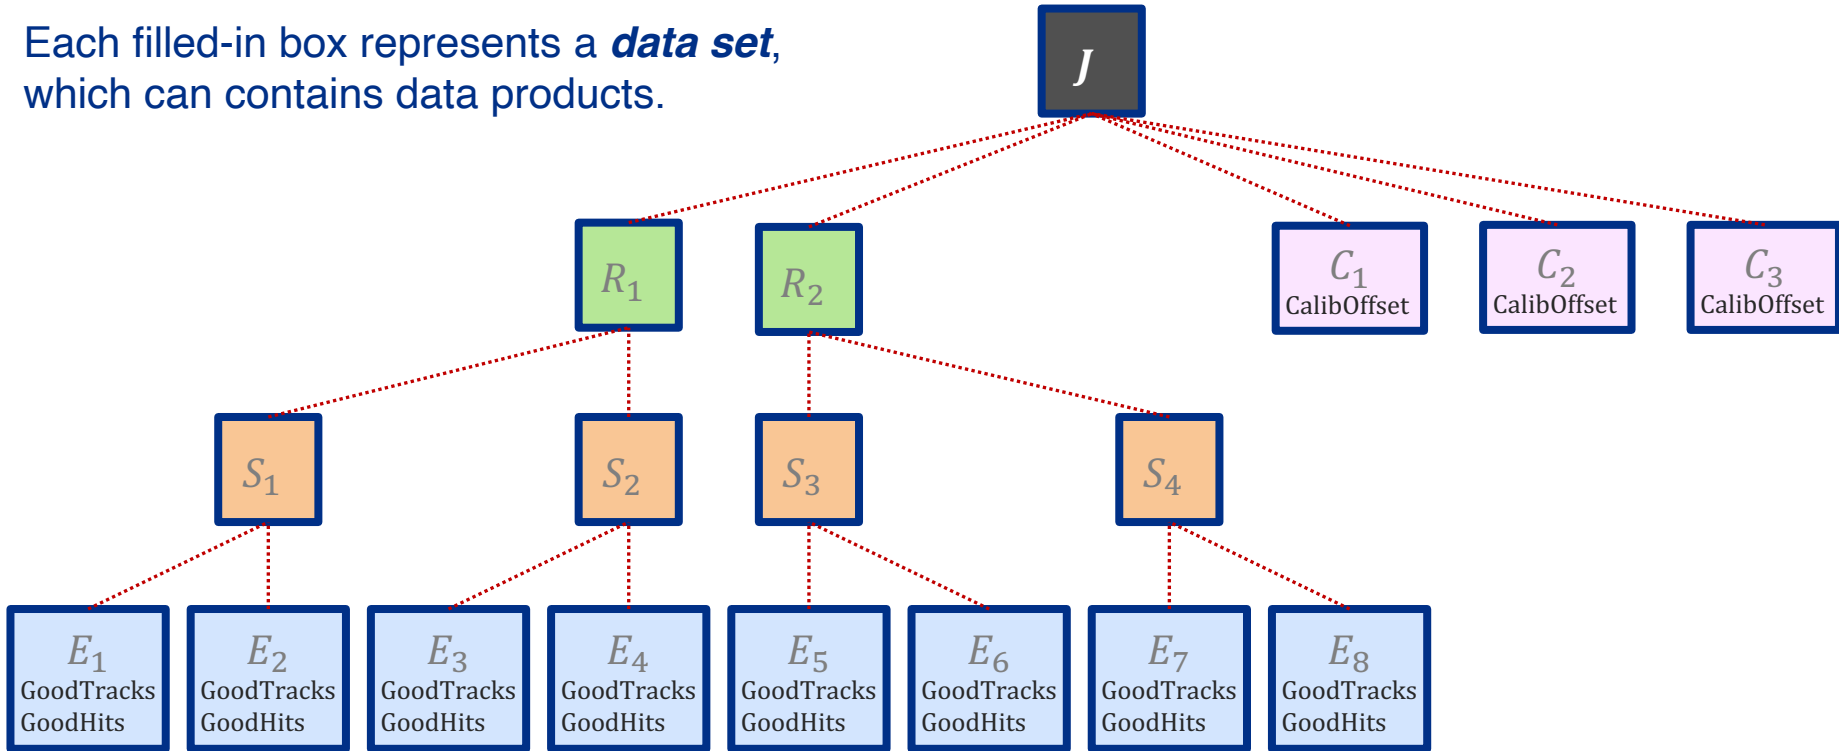 Each filled-in box represents a data set,
which can contains data products.
J
R₁
R₂
C₁
CalibOffset
C₂
CalibOffset
C₃
CalibOffset
S₁
S₂
S₃
S₄
E₁
GoodTracks
GoodHits
E₂
GoodTracks
GoodHits
E₃
GoodTracks
GoodHits
E₄
GoodTracks
GoodHits
E₅
GoodTracks
GoodHits
E₆
GoodTracks
GoodHits
E₇
GoodTracks
GoodHits
E₈
GoodTracks
GoodHits